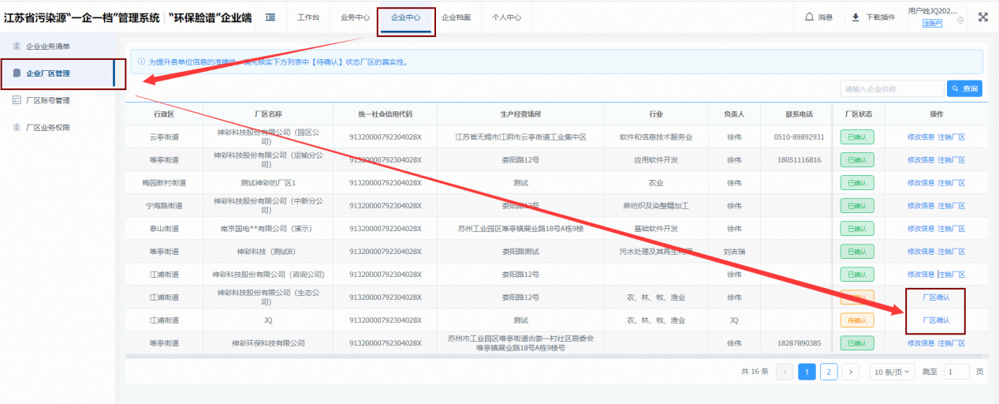 江苏省污染源“一企一档”管理系统 | “环保脸谱”企业端 工作台 业务中心 企业中心 企业档案 个人中心 消息 下载插件 用户姓JQ202...
主账户
企业业务清单
企业厂区管理
厂区账号管理
厂区业务权限
为提升贵单位信息的准确性，请先核实下方列表中【待确认】状态厂区的真实性。
请输入企业名称 查询
行政区 厂区名称 统一社会信用代码 生产经营场所 行业 负责人 联系电话 厂区状态 操作
云亭街道 神彩科技股份有限公司（园区公司） 91320000792304028X 江苏省无锡市江阴市云亭街道工业集中区 软件和信息技术服务业 徐伟 0510-89892931 已确认 修改信息 注销厂区
唯亭街道 神彩科技股份有限公司（运输分公司） 91320000792304028X 娄阳路12号 应用软件开发 徐伟 18051116816 已确认 修改信息 注销厂区
梅园新村街道 测试神彩的厂区1 91320000792304028X 测试 农业 徐伟 已确认 修改信息 注销厂区
宁海路街道 神彩科技股份有限公司（中新分公司） 91320000792304028X 娄阳路12号 麻纺织及染整精加工 徐伟 已确认 修改信息 注销厂区
泰山街道 南京国电**有限公司（演示） 91320000792304028X 苏州工业园区唯亭镇展业路18号A栋9楼 基础软件开发 徐伟 已确认 修改信息 注销厂区
唯亭街道 神彩科技（测试B） 91320000792304028X 娄阳路测试 污水处理及其再生利用 刘吉瑞 已确认 修改信息 注销厂区
江浦街道 神彩科技股份有限公司（咨询公司) 91320000792304028X 娄阳路12号 徐伟 已确认 修改信息 注销厂区
江浦街道 神彩科技股份有限公司（生态公司） 91320000792304028X 娄阳路12号 农、林、牧、渔业 徐伟 待确认 厂区确认
江浦街道 JQ 91320000792304028X 测试 农、林、牧、渔业 JQ 待确认 厂区确认
唯亭街道 神彩环保科技有限公司 91320000792304028X 苏州市工业园区唯亭街道古娄一村社区居委会唯亭镇展业路18号A栋9楼号 徐伟 18287890385 已确认 修改信息 注销厂区
共 16 条 1 2 10 条/页 跳至 1 页